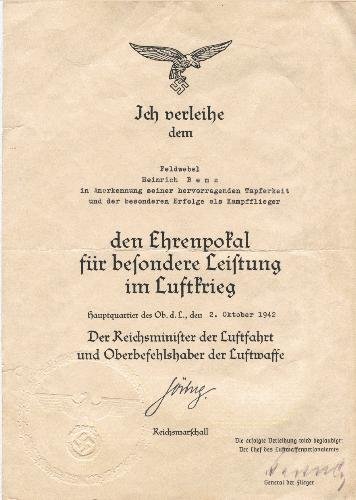 Ich verleihe
dem
Feldwebel
Heinrich Benz
in Anerkennung seiner hervorragenden Tapferkeit
und der besonderen Erfolge als Kampfflieger
den Ehrenpokal
für besondere Leistung
im Luftkrieg
Hauptquartier des Ob. d. L., den 2. Oktober 1942
Der Reichsminister der Luftfahrt
und Oberbefehlshaber der Luftwaffe
Göring
Reichsmarschall
Die erfolgte Verleihung wird beglaubigt:
Der Chef des Luftwaffenpersonalamts
General der Flieger